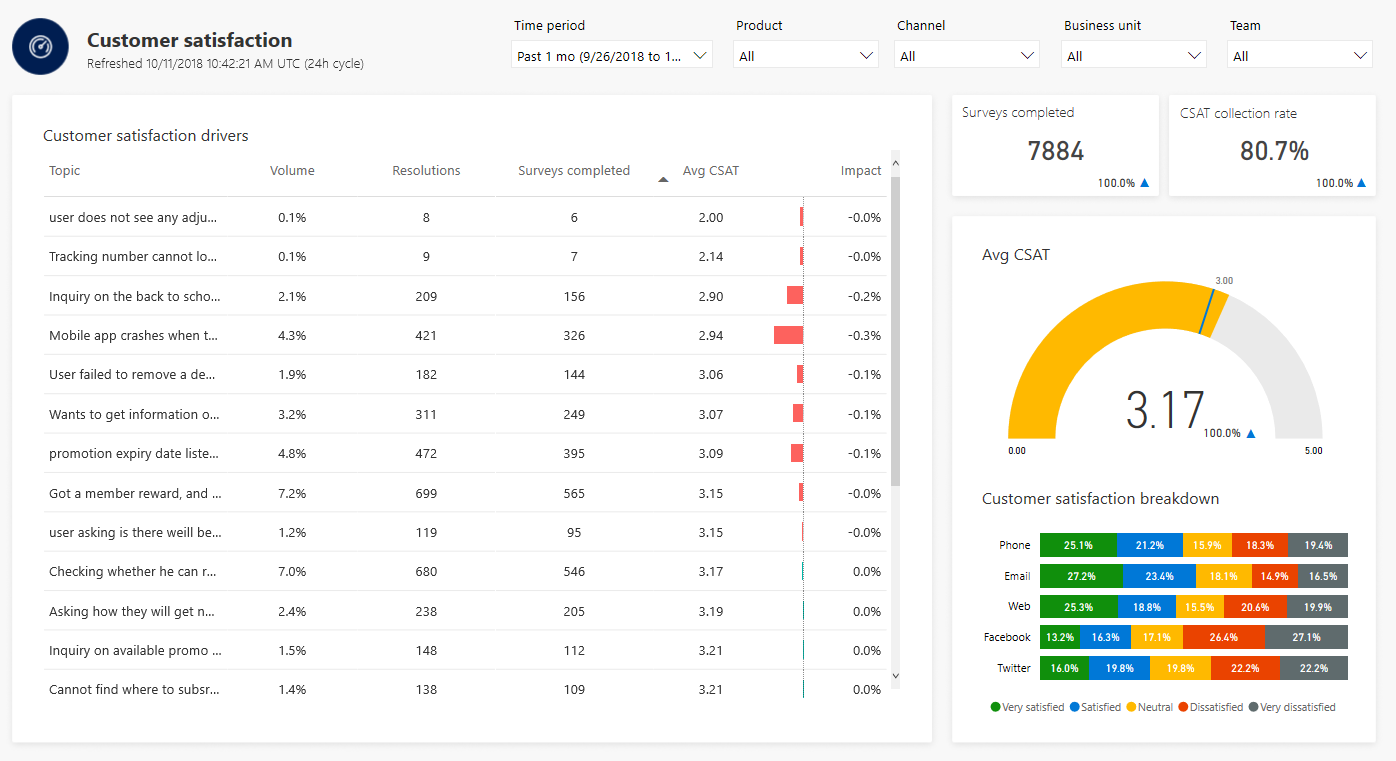 Customer satisfaction
Refreshed 10/11/2018 10:42:21 AM UTC (24h cycle)
Time period
Past 1 mo (9/26/2018 to 1...
Product
All
Channel
All
Business unit
All
Team
All
Customer satisfaction drivers
Topic Volume Resolutions Surveys completed Avg CSAT Impact
user does not see any adju... 0.1% 8 6 2.00 -0.0%
Tracking number cannot lo... 0.1% 9 7 2.14 -0.0%
Inquiry on the back to scho... 2.1% 209 156 2.90 -0.2%
Mobile app crashes when t... 4.3% 421 326 2.94 -0.3%
User failed to remove a de... 1.9% 182 144 3.06 -0.1%
Wants to get information o... 3.2% 311 249 3.07 -0.1%
promotion expiry date liste... 4.8% 472 395 3.09 -0.1%
Got a member reward, and ... 7.2% 699 565 3.15 -0.0%
user asking is there weill be... 1.2% 119 95 3.15 -0.0%
Checking whether he can r... 7.0% 680 546 3.17 0.0%
Asking how they will get n... 2.4% 238 205 3.19 0.0%
Inquiry on available promo ... 1.5% 148 112 3.21 0.0%
Cannot find where to subsr... 1.4% 138 109 3.21 0.0%
Surveys completed
7884
100.0%
CSAT collection rate
80.7%
100.0%
Avg CSAT
3.00
3.17
100.0%
0.00 5.00
Customer satisfaction breakdown
Phone 25.1% 21.2% 15.9% 18.3% 19.4%
Email 27.2% 23.4% 18.1% 14.9% 16.5%
Web 25.3% 18.8% 15.5% 20.6% 19.9%
Facebook 13.2% 16.3% 17.1% 26.4% 27.1%
Twitter 16.0% 19.8% 19.8% 22.2% 22.2%
Very satisfied Satisfied Neutral Dissatisfied Very dissatisfied